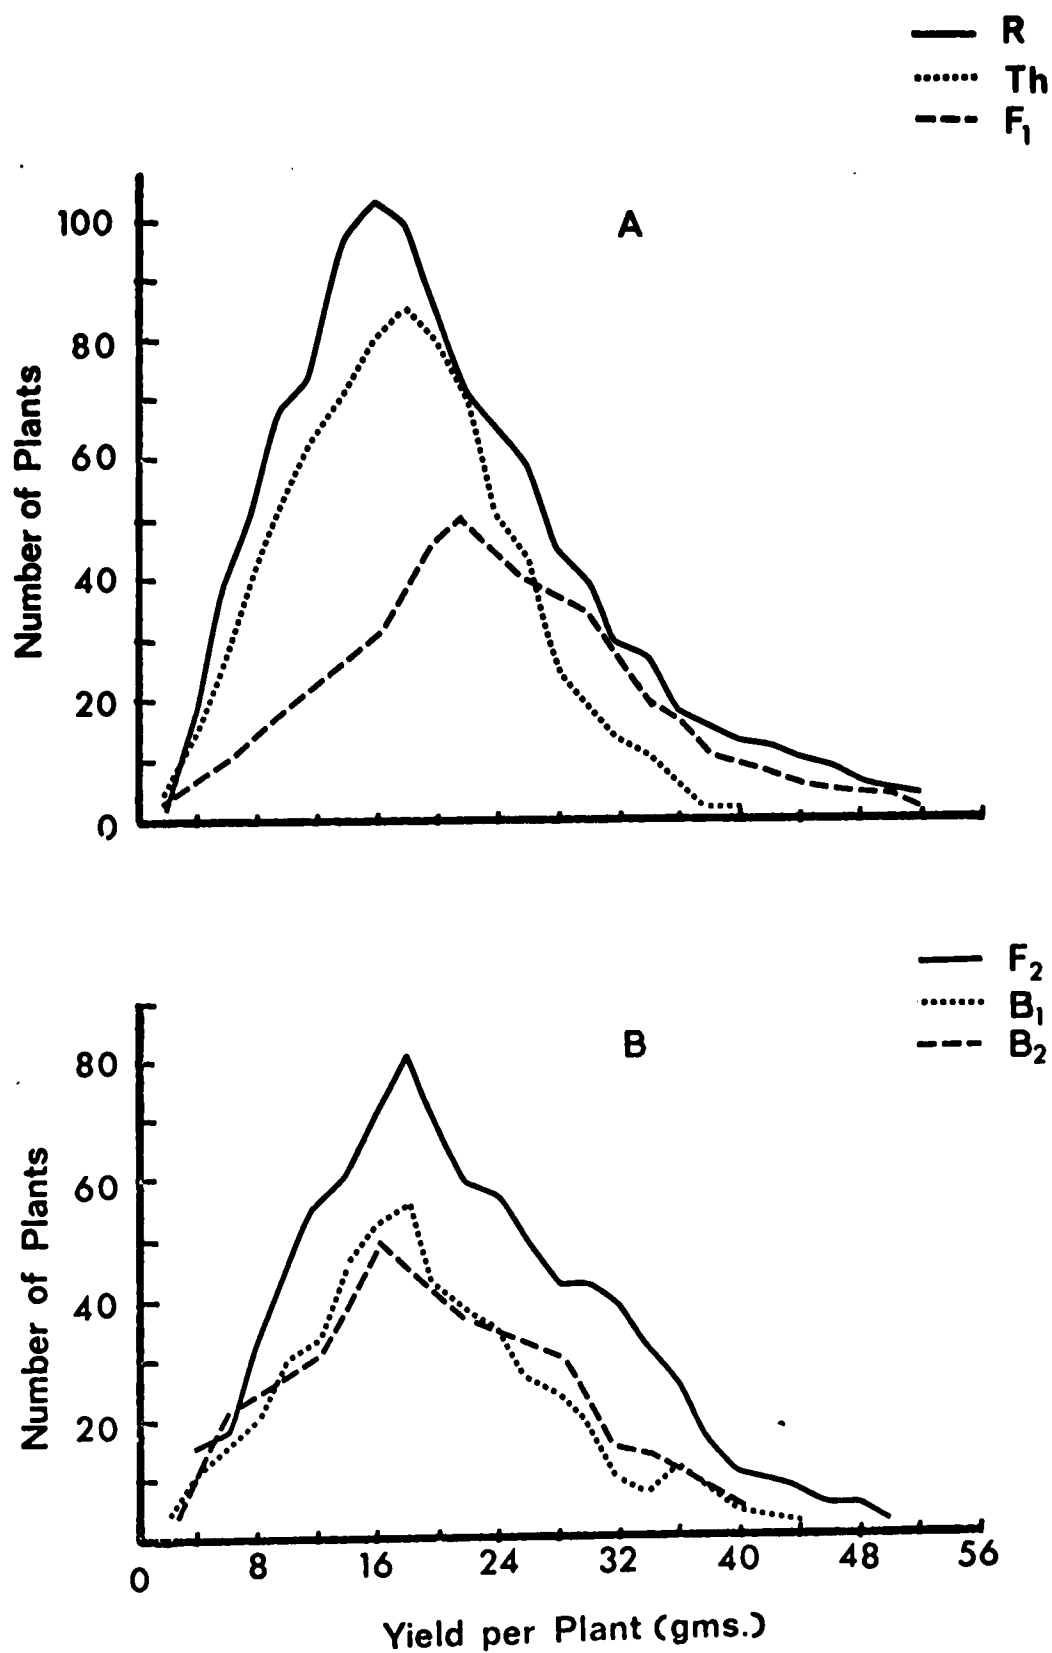 R
Th
F₁
A
100
80
60
40
20
0
Number of Plants
F₂
B₁
B₂
B
80
60
40
20
Number of Plants
0 8 16 24 32 40 48 56
Yield per Plant (gms.)